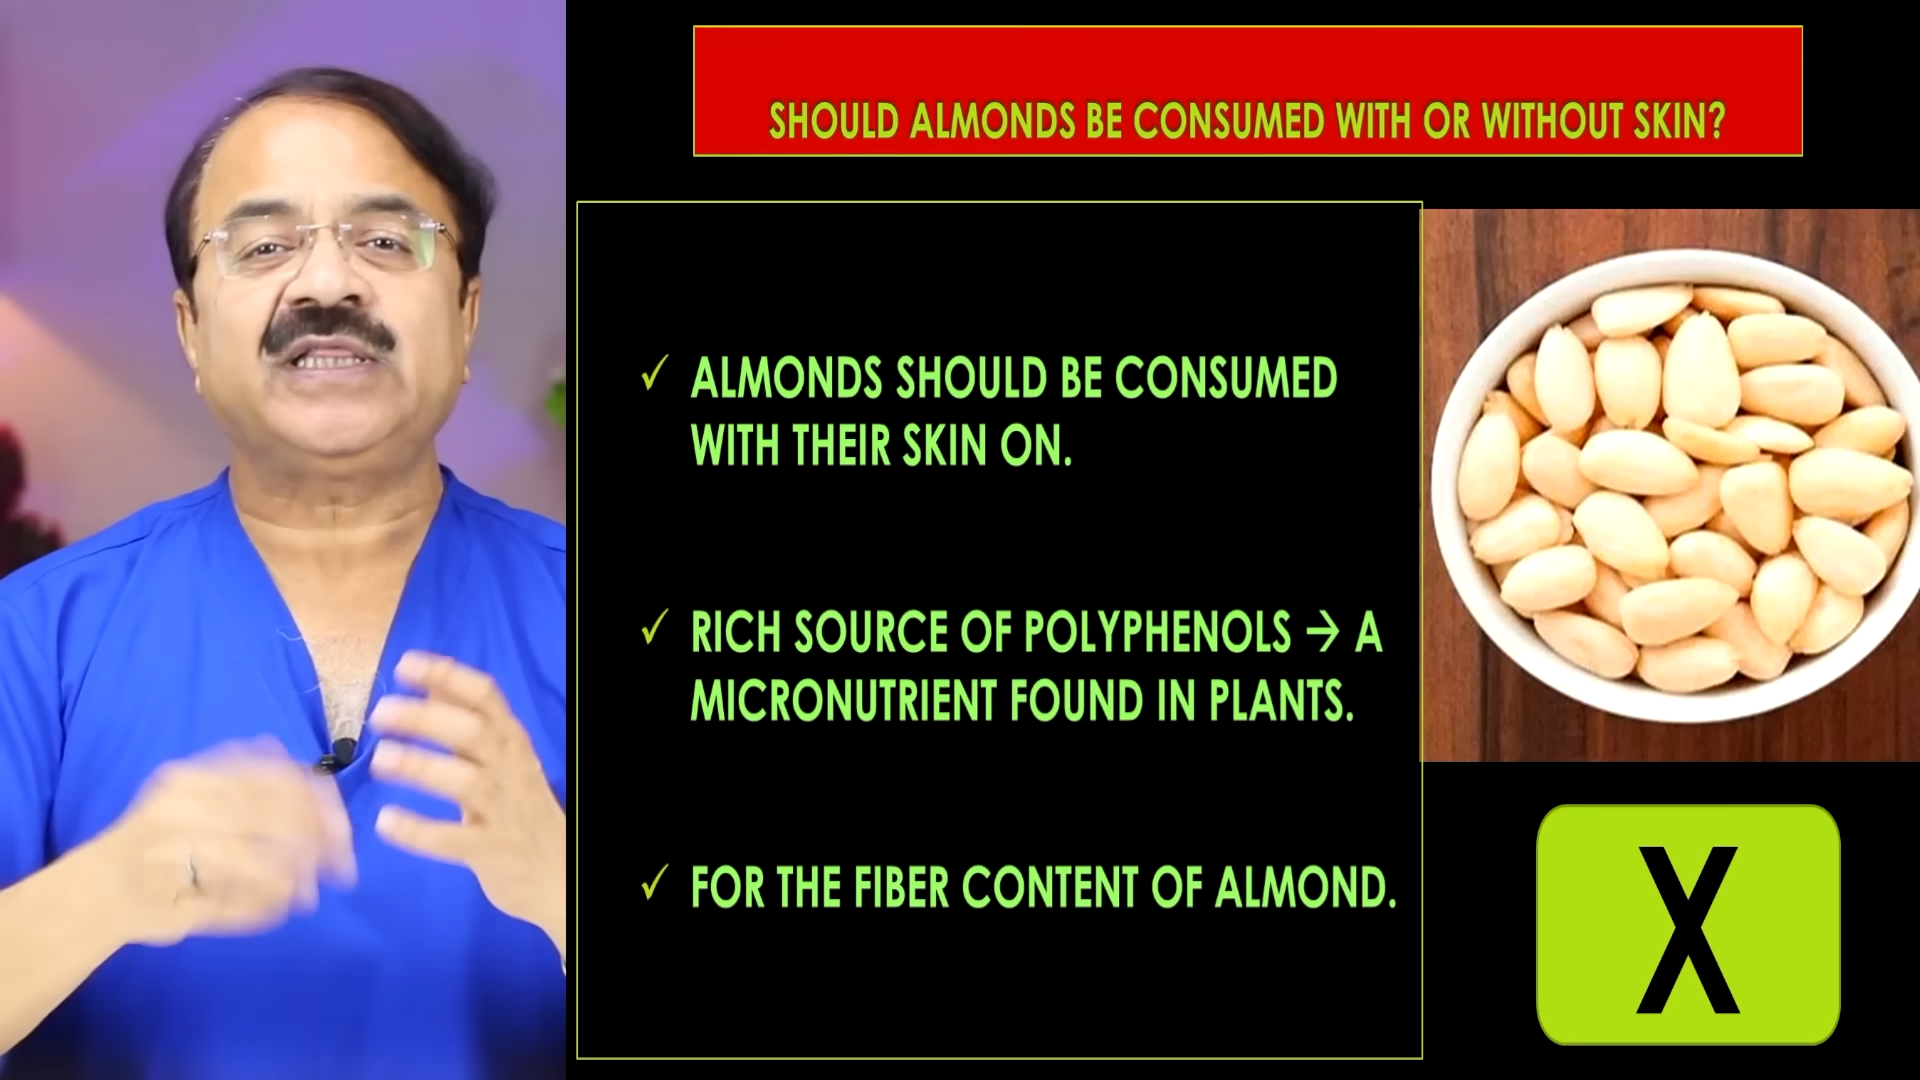 SHOULD ALMONDS BE CONSUMED WITH OR WITHOUT SKIN?
✓ ALMONDS SHOULD BE CONSUMED
WITH THEIR SKIN ON.
✓ RICH SOURCE OF POLYPHENOLS → A
MICRONUTRIENT FOUND IN PLANTS.
✓ FOR THE FIBER CONTENT OF ALMOND.
X